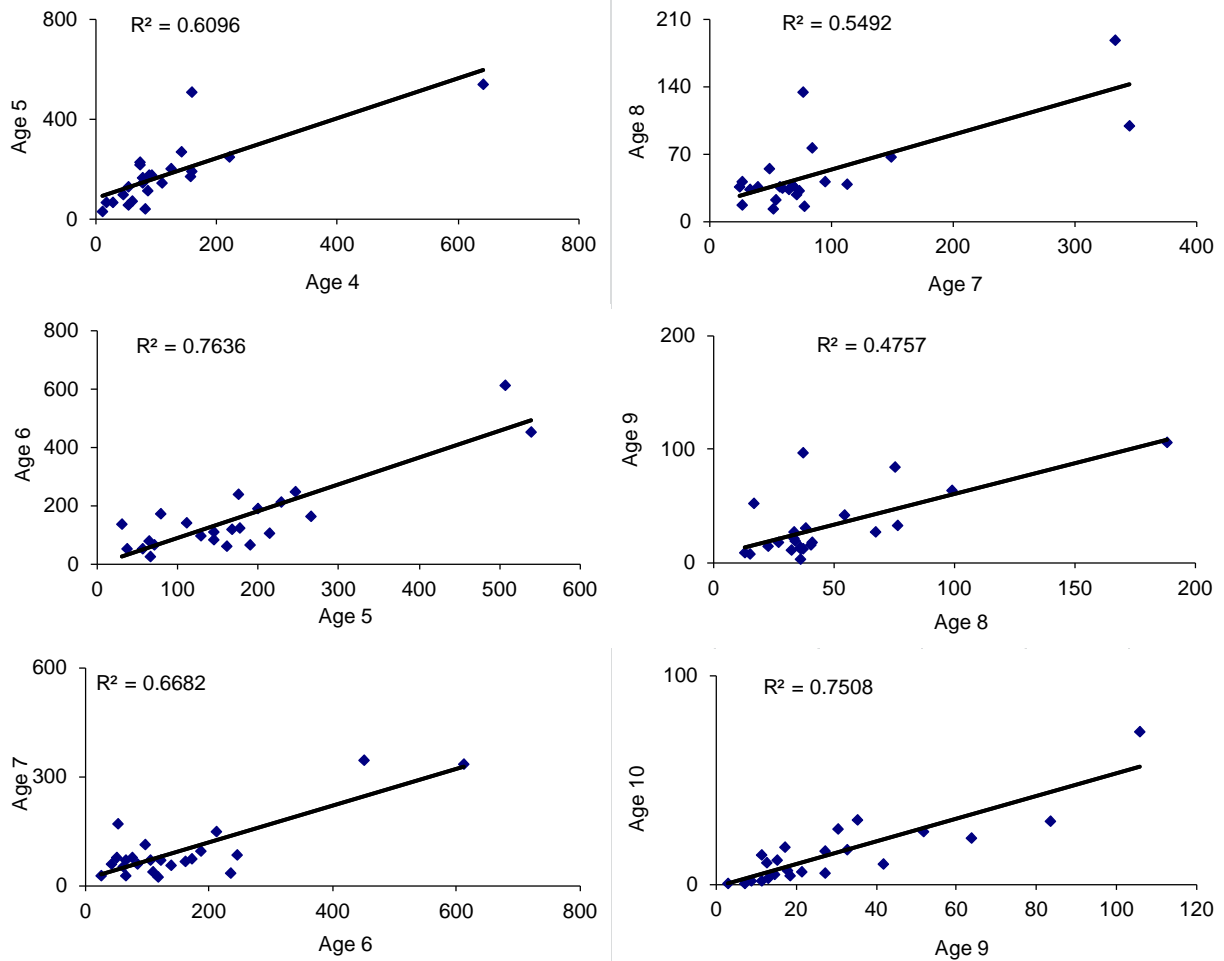 R² = 0.6096
800
400
0
Age 5
0 200 400 600 800
Age 4
R² = 0.5492
210
140
70
0
Age 8
0 100 200 300 400
Age 7
R² = 0.7636
800
600
400
200
0
Age 6
0 100 200 300 400 500 600
Age 5
R² = 0.4757
200
100
0
Age 9
0 50 100 150 200
Age 8
R² = 0.6682
600
300
0
Age 7
0 200 400 600 800
Age 6
R² = 0.7508
100
50
0
Age 10
0 20 40 60 80 100 120
Age 9